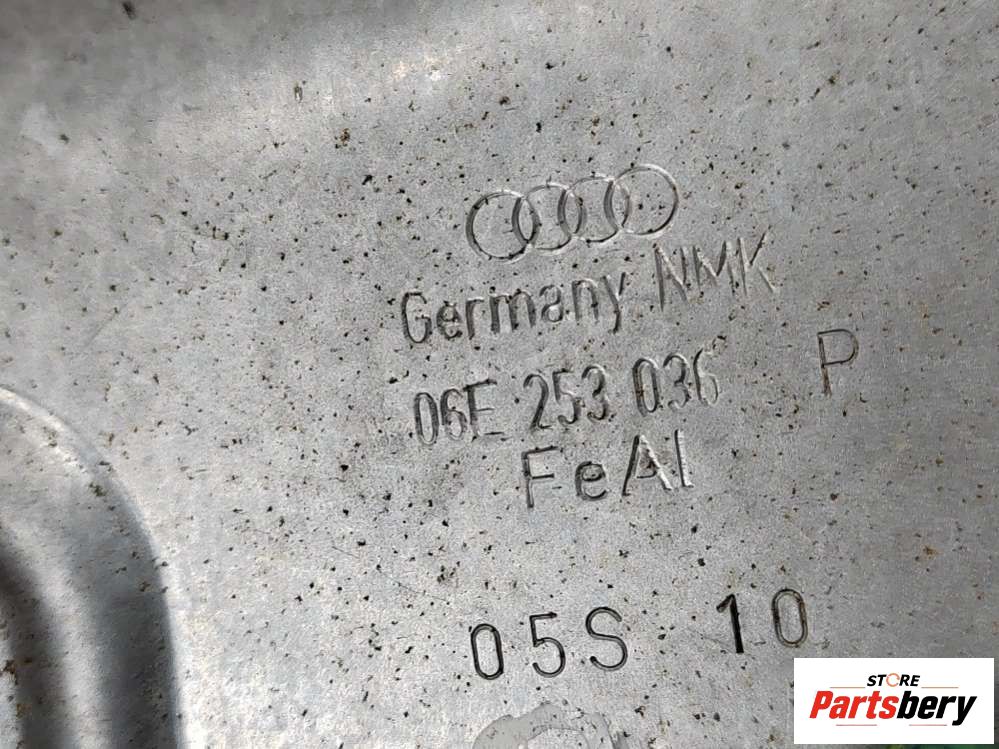 Germany NMK
06E 253 036 P
FeAl
05S 10
STORE
Partsbery